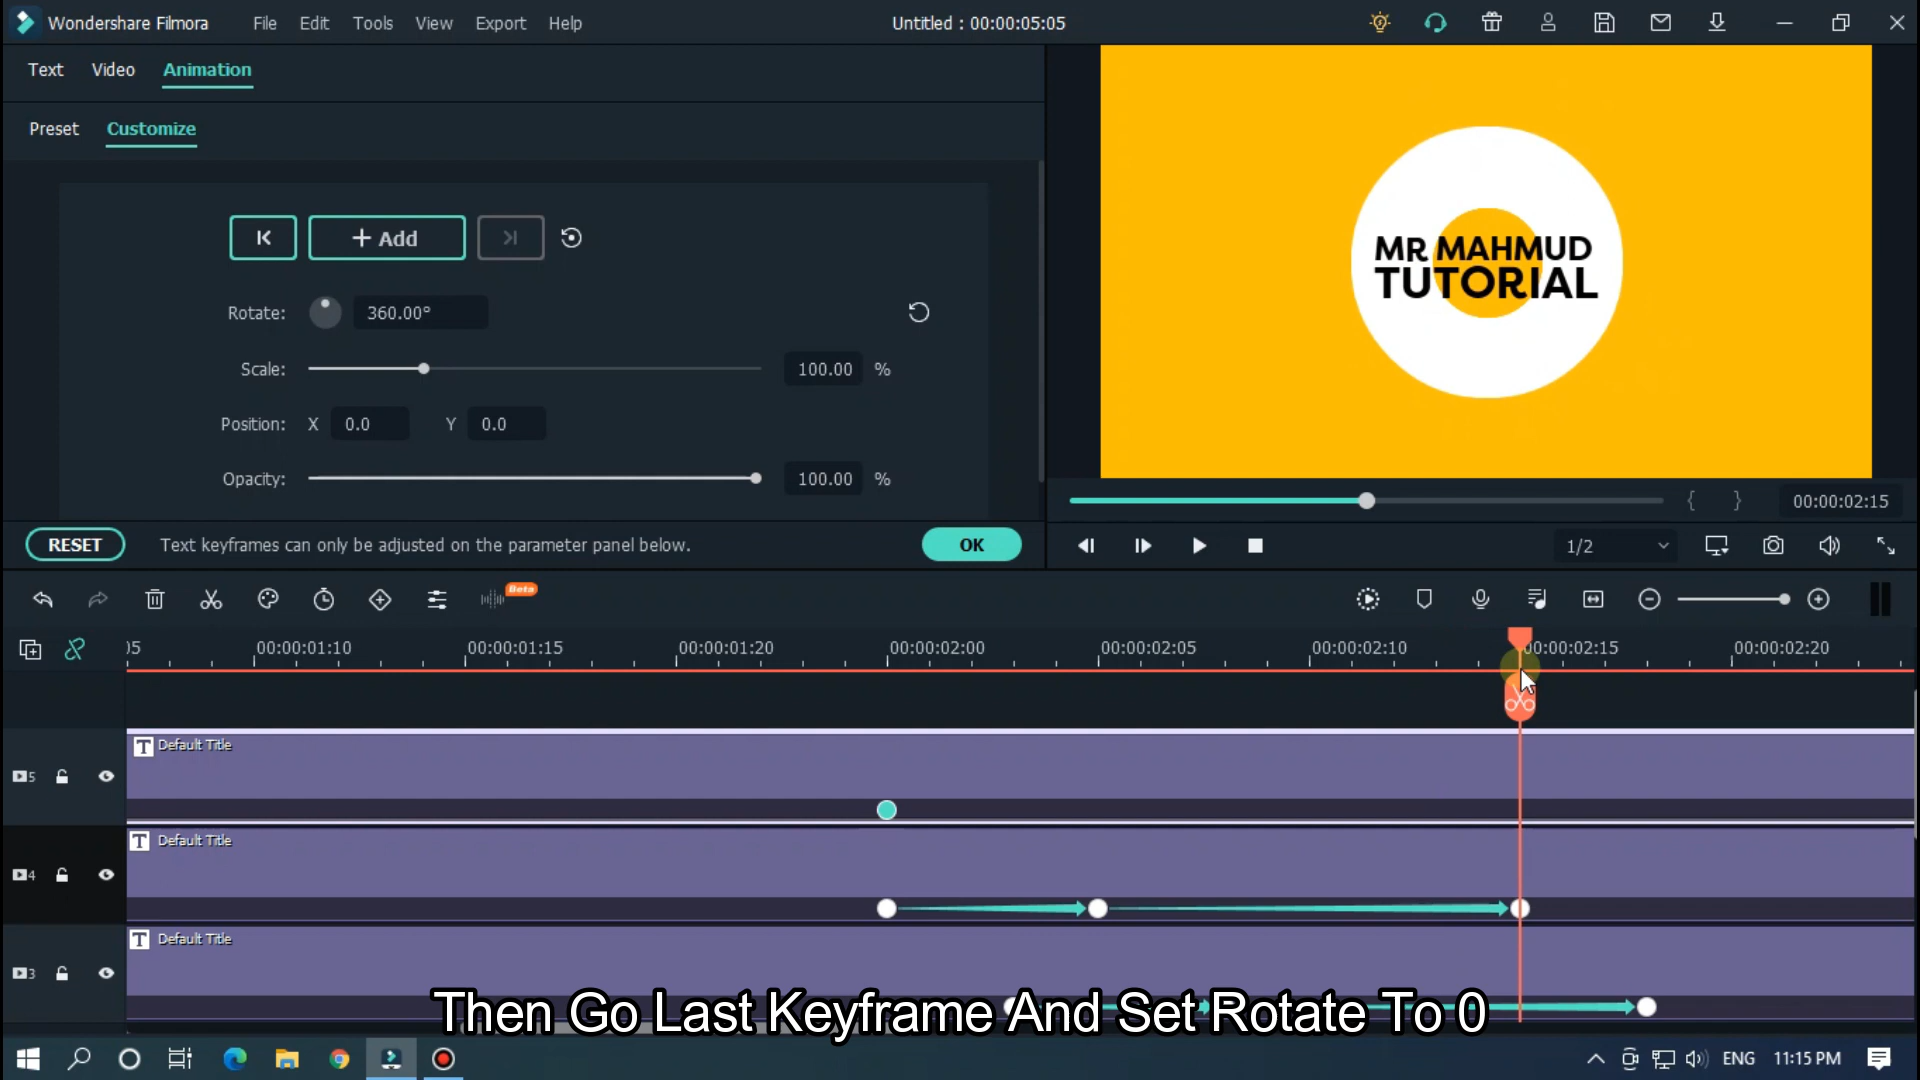 Wondershare Filmora File Edit Tools View Export Help Untitled : 00:00:05:05
Text Video Animation
Preset Customize
+ Add
Rotate: 360.00°
Scale: 100.00 %
Position: X 0.0 Y 0.0
Opacity: 100.00 %
RESET Text keyframes can only be adjusted on the parameter panel below. OK
MR MAHMUD
TUTORIAL
{ } 00:00:02:15
1/2
Beta
05 00:00:01:10 00:00:01:15 00:00:01:20 00:00:02:00 00:00:02:05 00:00:02:10 00:00:02:15 00:00:02:20
5 T Default Title
4 T Default Title
3 T Default Title
Then Go Last Keyframe And Set Rotate To 0
ENG 11:15 PM